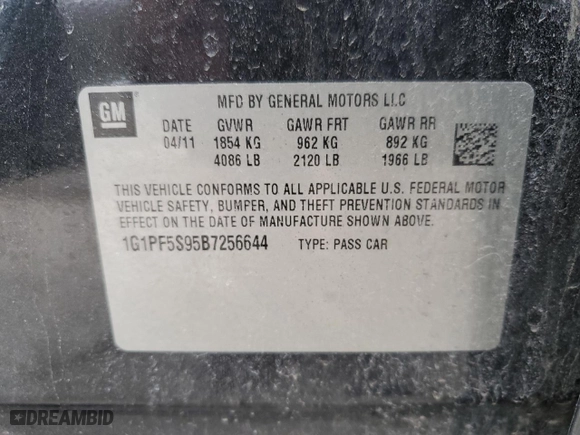 GM
MFD BY GENERAL MOTORS LLC
DATE GVWR GAWR FRT GAWR RR
04/11 1854 KG 962 KG 892 KG
4086 LB 2120 LB 1966 LB
THIS VEHICLE CONFORMS TO ALL APPLICABLE U.S. FEDERAL MOTOR
VEHICLE SAFETY, BUMPER, AND THEFT PREVENTION STANDARDS IN
EFFECT ON THE DATE OF MANUFACTURE SHOWN ABOVE.
1G1PF5S95B7256644 TYPE: PASS CAR
DREAMBID